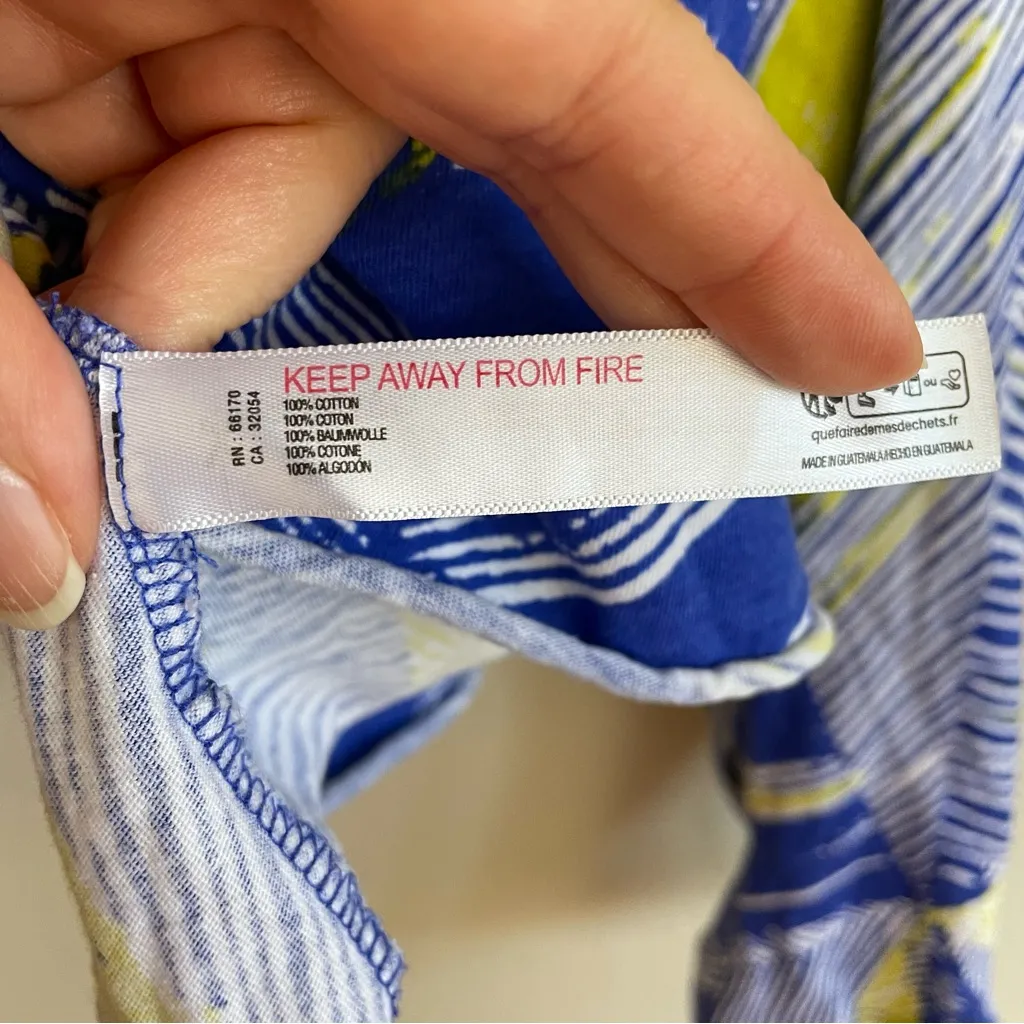 RN : 66170
CA : 32054
KEEP AWAY FROM FIRE
100% COTTON
100% COTON
100% BAUMWOLLE
100% COTONE
100% ALGODÓN
ou
quefairedemesdechets.fr
MADE IN GUATEMALA/HECHO EN GUATEMALA